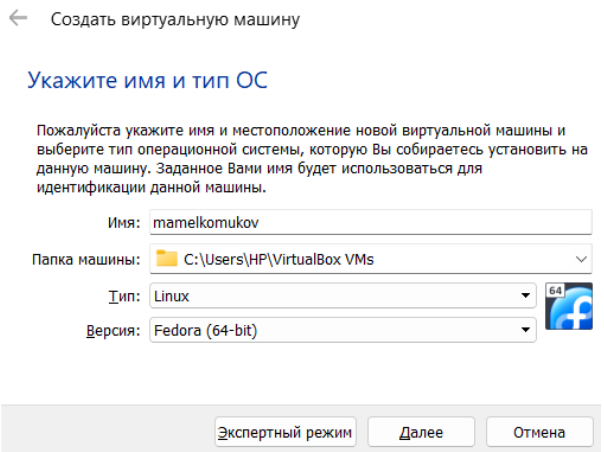 Создать виртуальную машину
Укажите имя и тип ОС
Пожалуйста укажите имя и местоположение новой виртуальной машины и
выберите тип операционной системы, которую Вы собираетесь установить на
данную машину. Заданное Вами имя будет использоваться для
идентификации данной машины.
Имя: mamelkomukov
Папка машины: C:\Users\HP\VirtualBox VMs
Тип: Linux
64
Версия: Fedora (64-bit)
Экспертный режим Далее Отмена